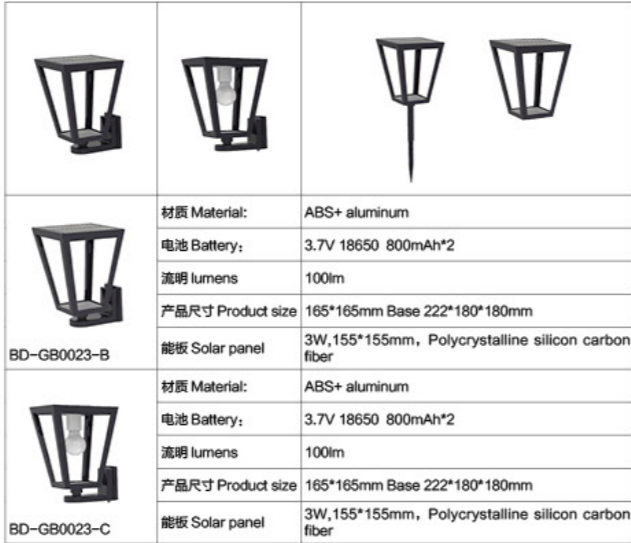 材质 Material:
ABS+ aluminum
电池 Battery：
3.7V 18650 800mAh*2
流明 lumens
100lm
产品尺寸 Product size
165*165mm Base 222*180*180mm
BD-GB0023-B
能板 Solar panel
3W,155*155mm，Polycrystalline silicon carbon
fiber
材质 Material:
ABS+ aluminum
电池 Battery：
3.7V 18650 800mAh*2
流明 lumens
100lm
产品尺寸 Product size
165*165mm Base 222*180*180mm
BD-GB0023-C
能板 Solar panel
3W,155*155mm，Polycrystalline silicon carbon
fiber